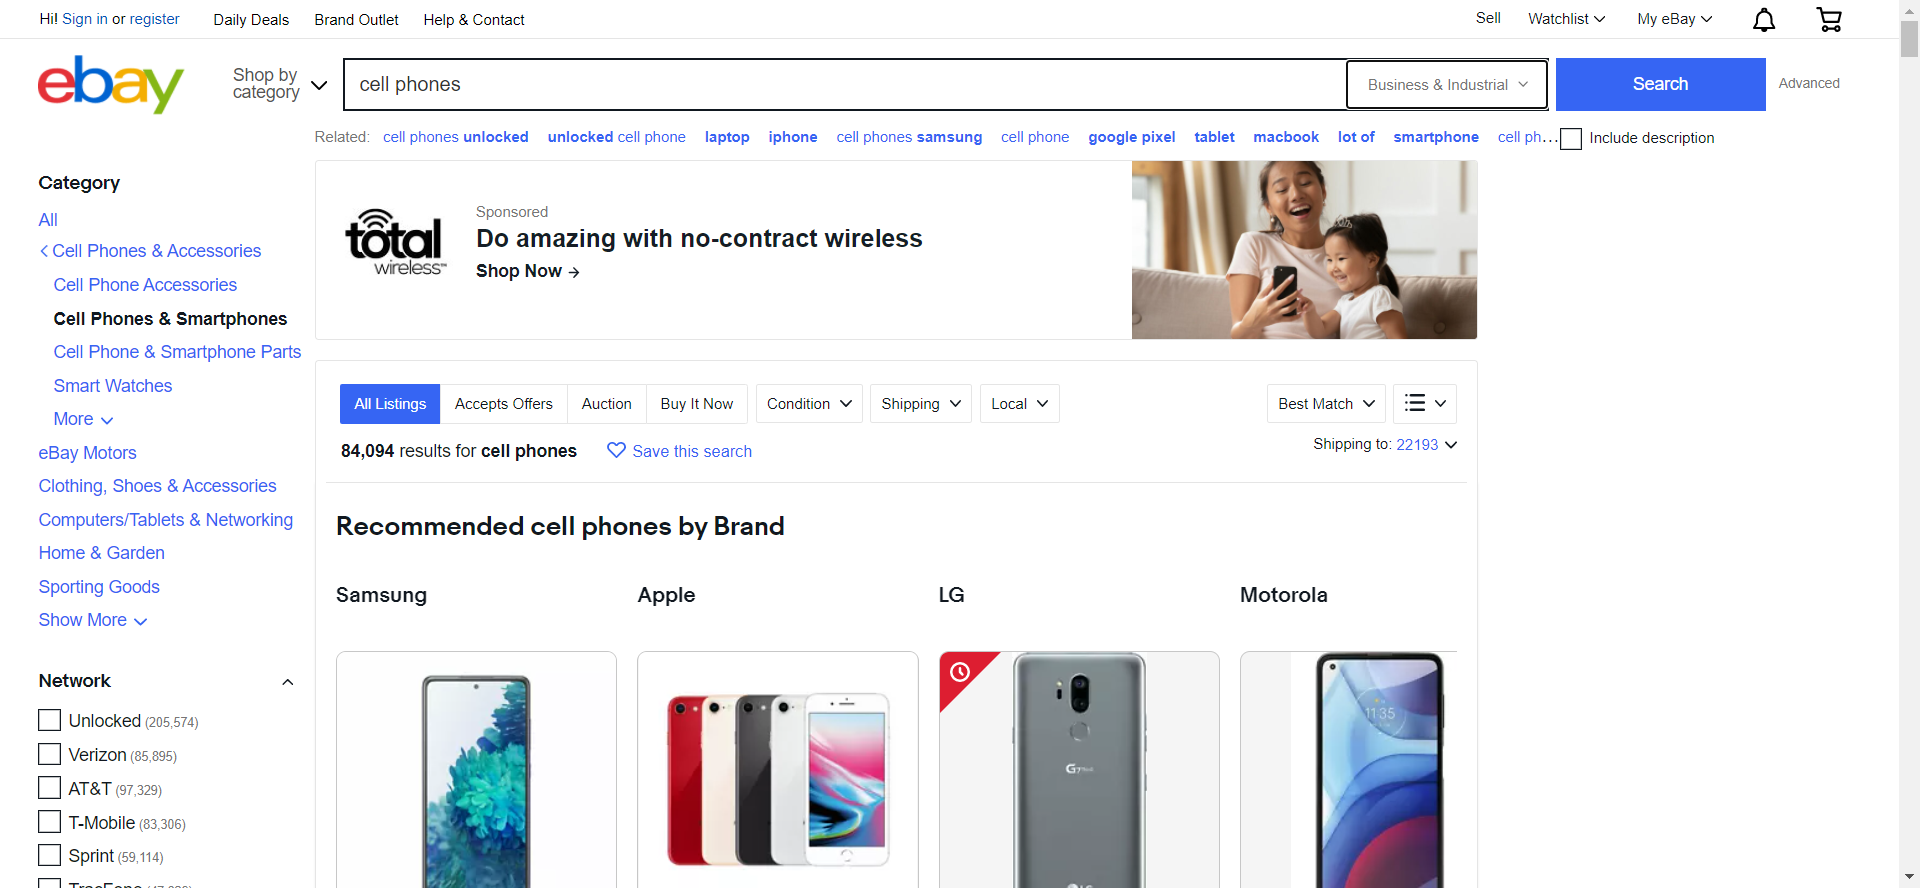 Hi! Sign in or register Daily Deals Brand Outlet Help & Contact Sell Watchlist My eBay
ebay Shop by category cell phones Business & Industrial Search Advanced
Related: cell phones unlocked unlocked cell phone laptop iphone cell phones samsung cell phone google pixel tablet macbook lot of smartphone cell ph... Include description
Category
All
Cell Phones & Accessories
Cell Phone Accessories
Cell Phones & Smartphones
Cell Phone & Smartphone Parts
Smart Watches
More
eBay Motors
Clothing, Shoes & Accessories
Computers/Tablets & Networking
Home & Garden
Sporting Goods
Show More
Network
Unlocked (205,574)
Verizon (85,895)
AT&T (97,329)
T-Mobile (83,306)
Sprint (59,114)
total wireless
Sponsored
Do amazing with no-contract wireless
Shop Now →
All Listings Accepts Offers Auction Buy It Now Condition Shipping Local Best Match
84,094 results for cell phones Save this search Shipping to: 22193
Recommended cell phones by Brand
Samsung Apple LG Motorola
11:35
G7
LG